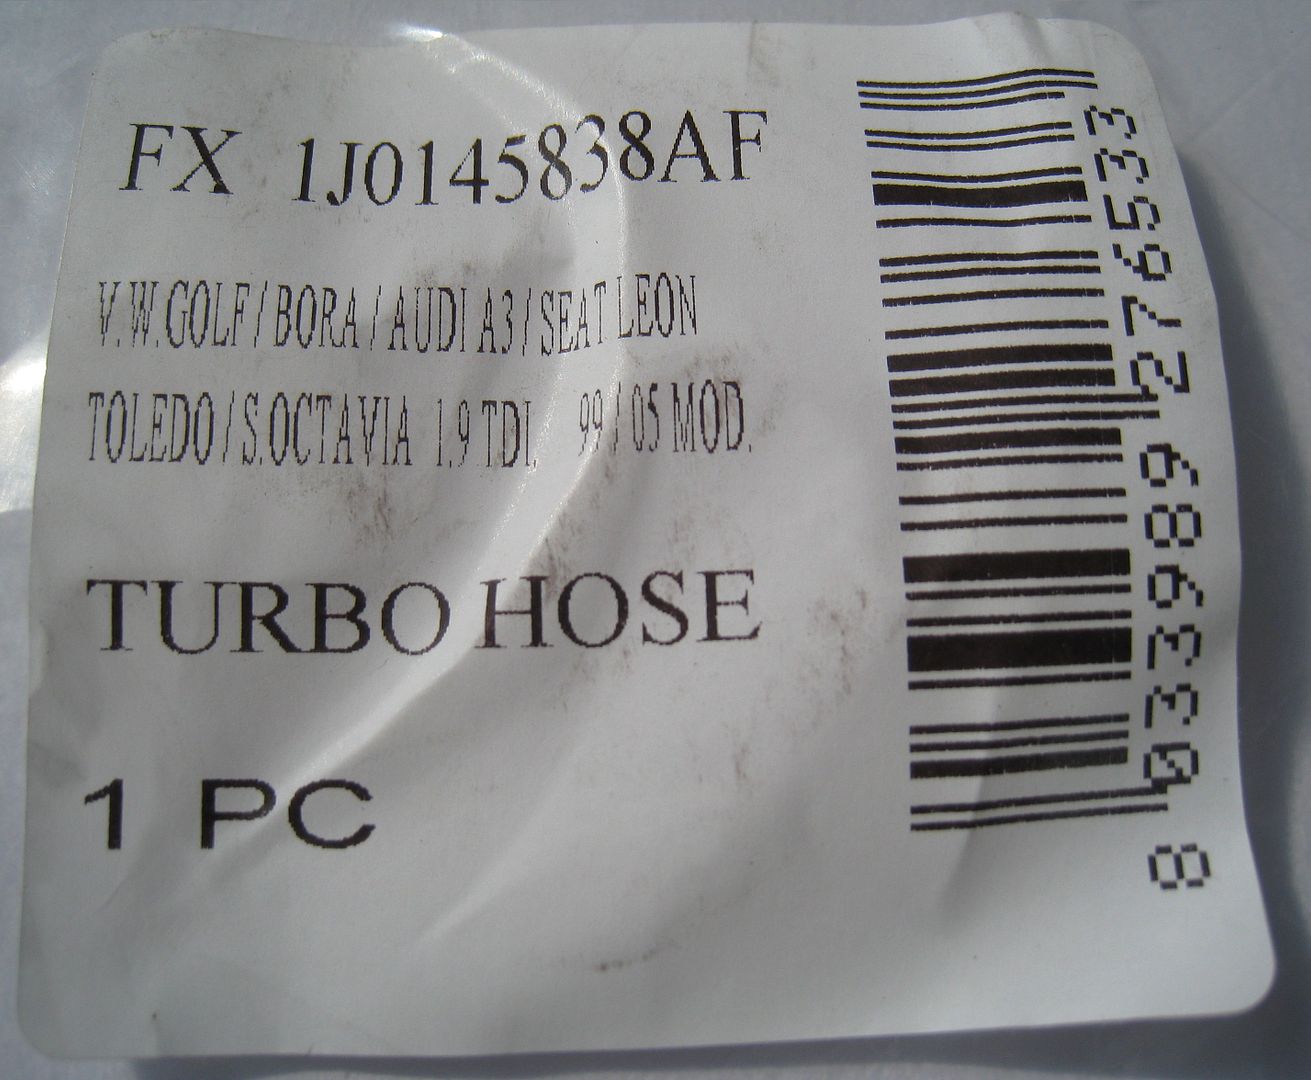 FX 1J0145838AF
V.W.GOLF/BORA/AUDI A3/SEAT LEON
TOLEDO/S.OCTAVIA 1.9 TDI. 99/05 MOD.
TURBO HOSE
1 PC
8 033989 276533